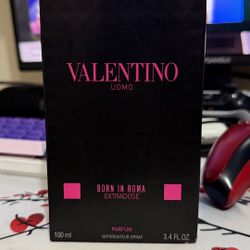 VALENTINO
UOMO
BORN IN ROMA
EXTRADOSE
PARFUM
100 ml VAPORISATEUR SPRAY 3.4 FL.OZ.